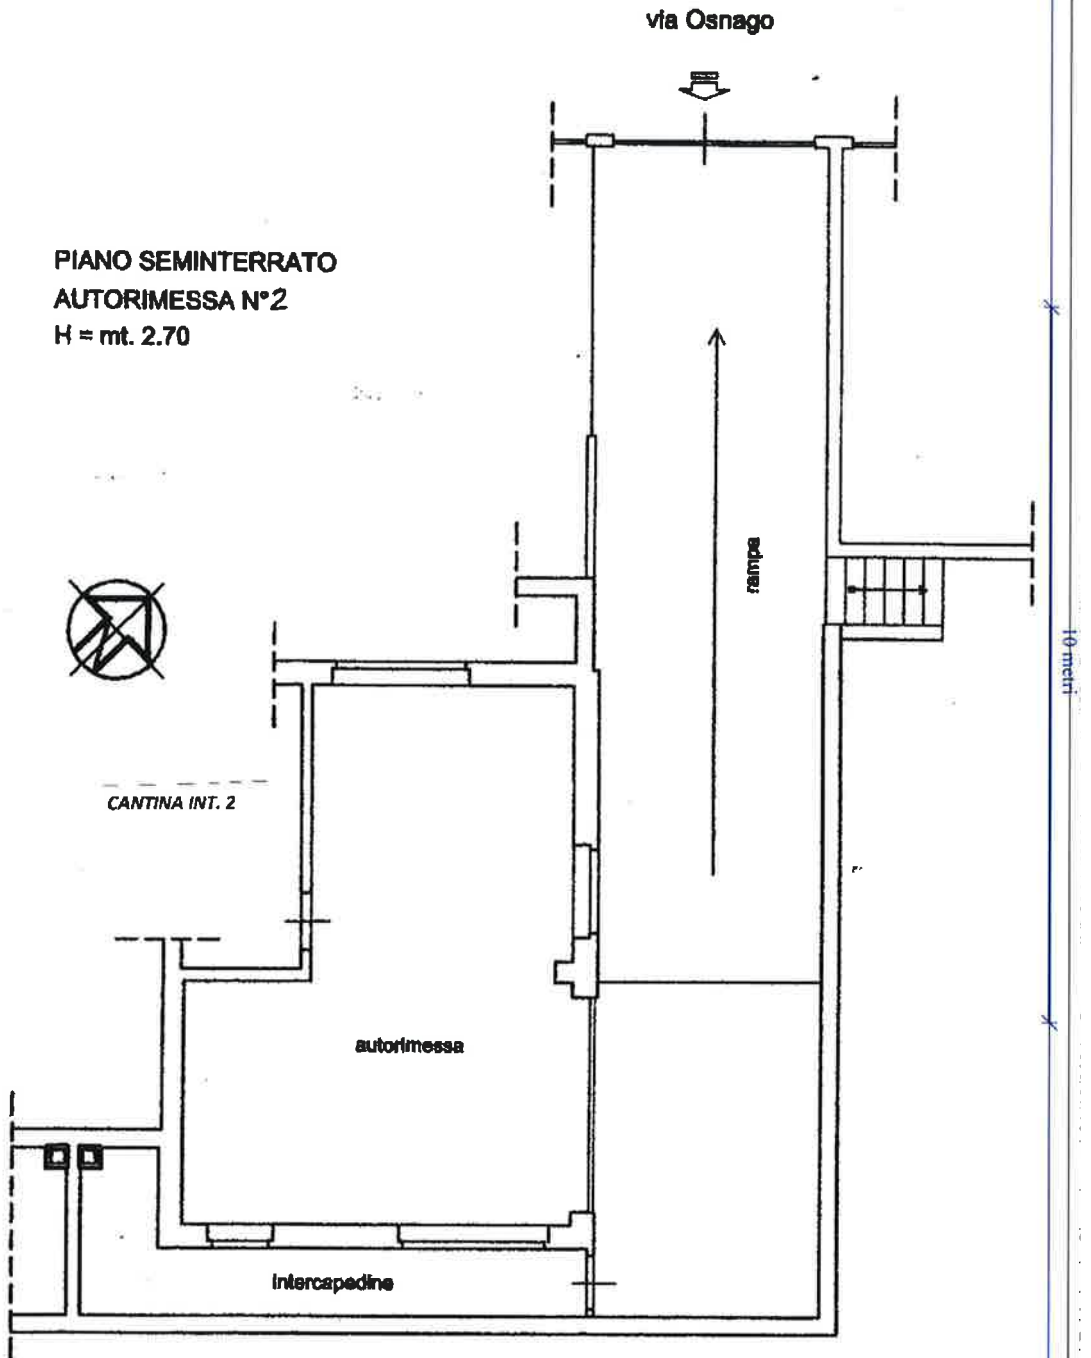 via Osnago
PIANO SEMINTERRATO
AUTORIMESSA N° 2
H = mt. 2.70
rampa
10 metri
CANTINA INT. 2
autorimessa
intercapedine